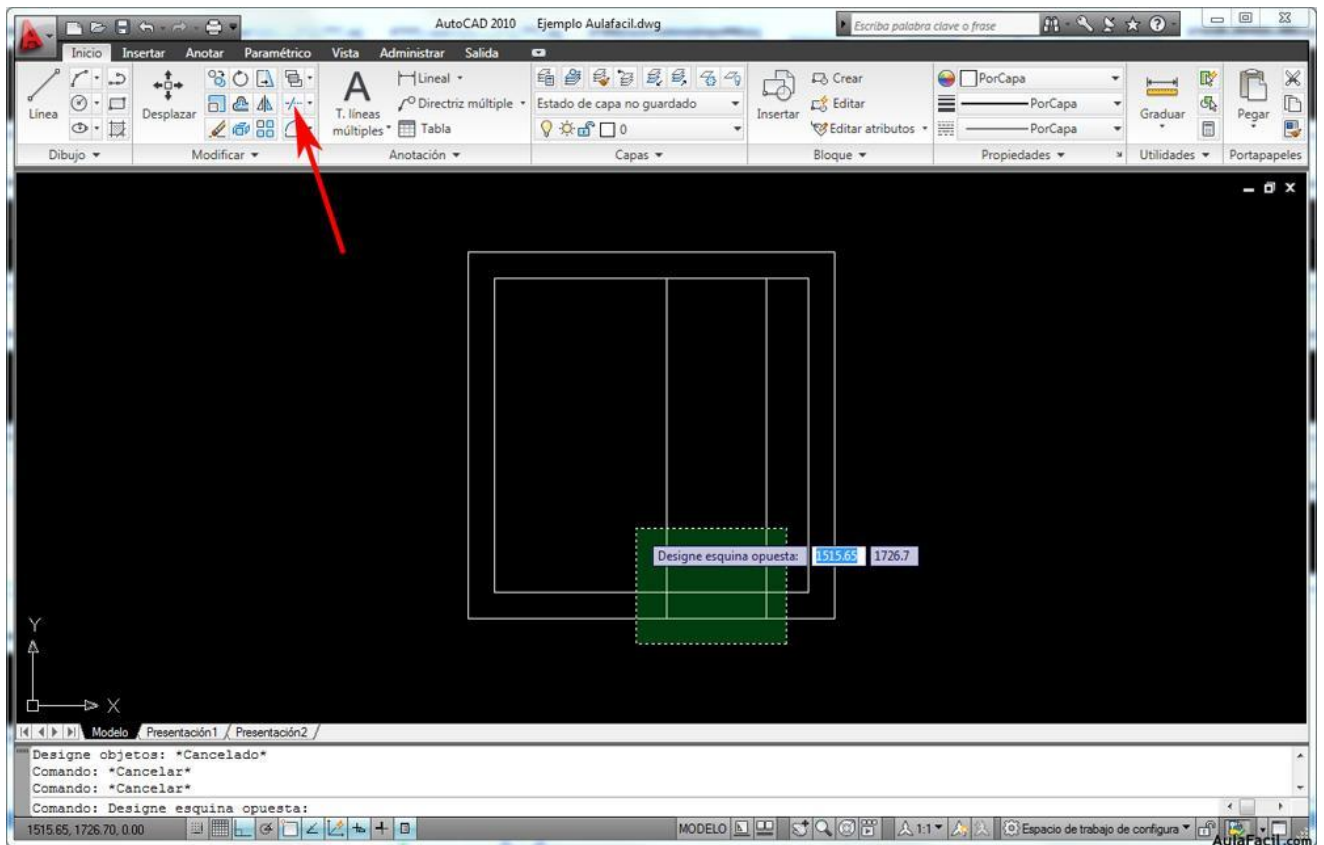 AutoCAD 2010 Ejemplo Aulafacil.dwg Escriba palabra clave o frase
Inicio Insertar Anotar Paramétrico Vista Administrar Salida
Línea
Desplazar
A
T. líneas
múltiples
Lineal
Directriz múltiple
Tabla
Estado de capa no guardado
0
Insertar
Crear
Editar
Editar atributos
PorCapa
PorCapa
PorCapa
Graduar
Pegar
Dibujo Modificar Anotación Capas Bloque Propiedades Utilidades Portapapeles
Designe esquina opuesta: 1515.65 1726.7
Y
X
Modelo Presentación1 Presentación2
Designe objetos: *Cancelado*
Comando: *Cancelar*
Comando: *Cancelar*
Comando: Designe esquina opuesta:
1515.65, 1726.70, 0.00 MODELO 1:1 Espacio de trabajo de configura
AulaFacil.com